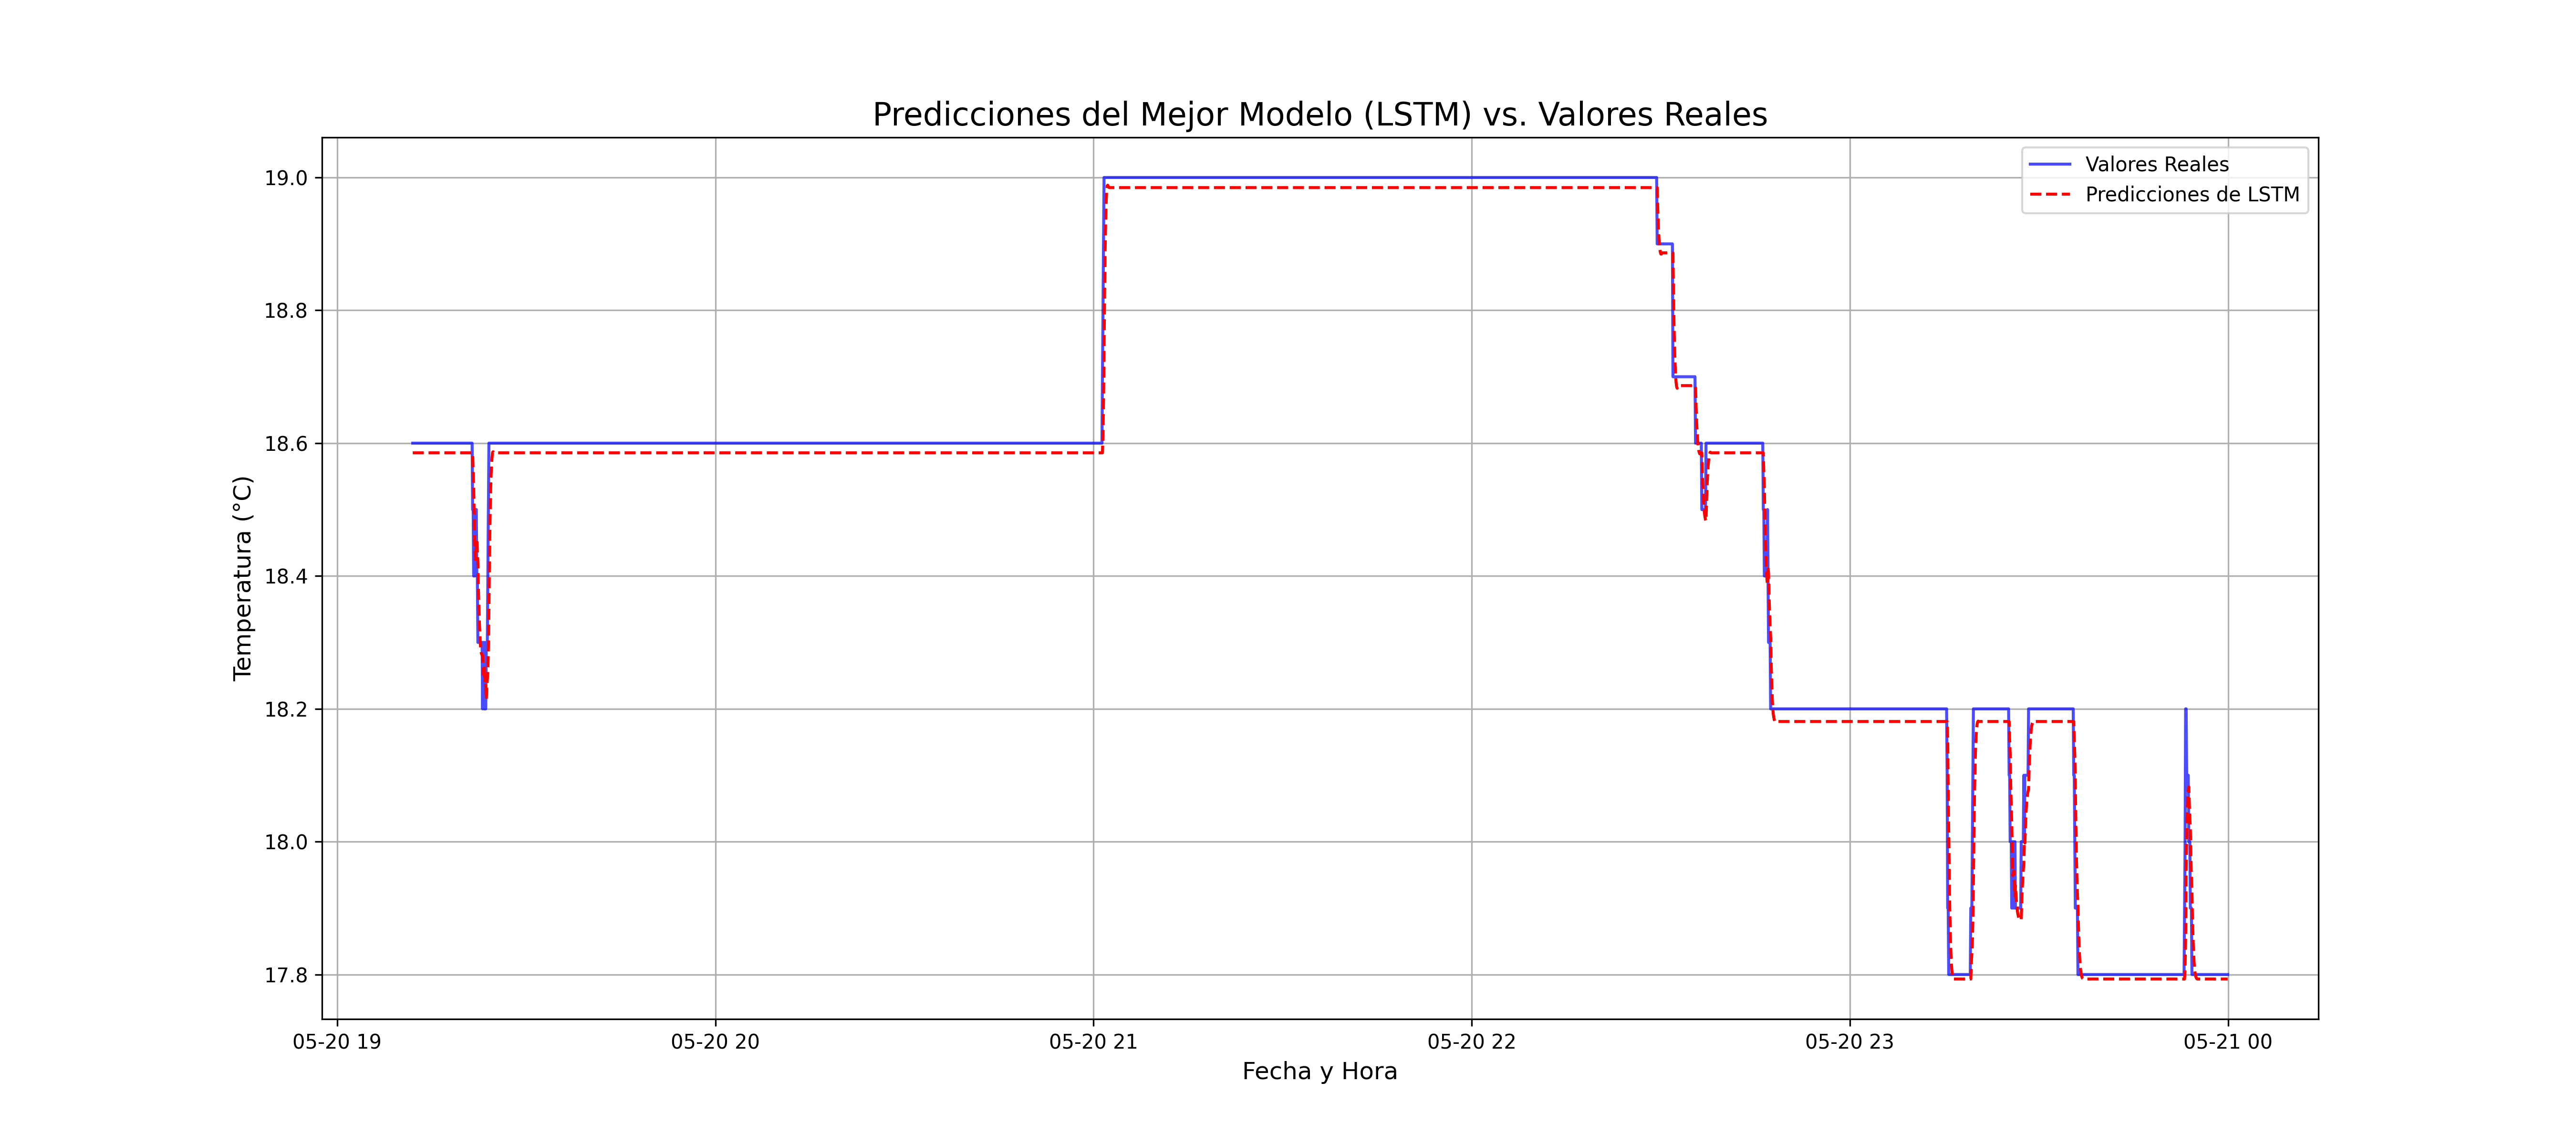 Predicciones del Mejor Modelo (LSTM) vs. Valores Reales
Valores Reales
Predicciones de LSTM
Temperatura (°C)
19.0
18.8
18.6
18.4
18.2
18.0
17.8
05-20 19
05-20 20
05-20 21
05-20 22
05-20 23
05-21 00
Fecha y Hora